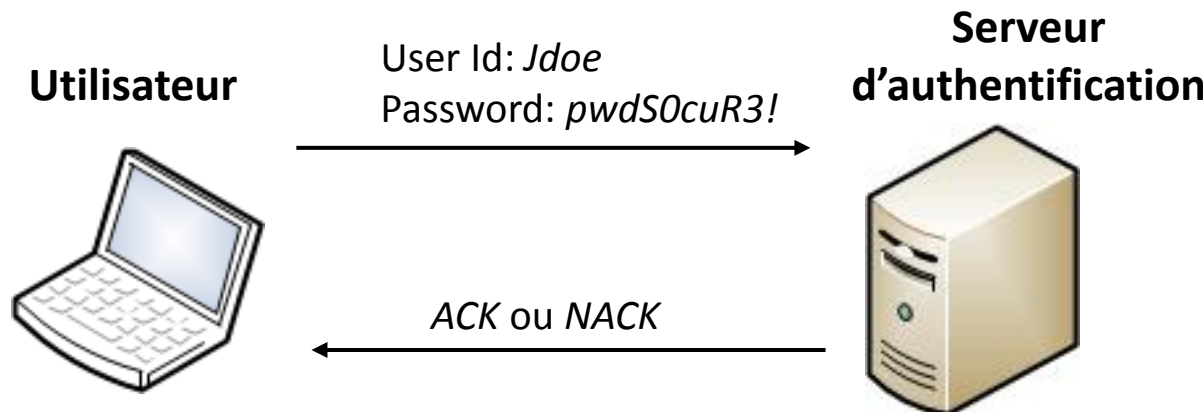 Utilisateur
User Id: Jdoe
Password: pwdS0cuR3!
Serveur
d'authentification
ACK ou NACK